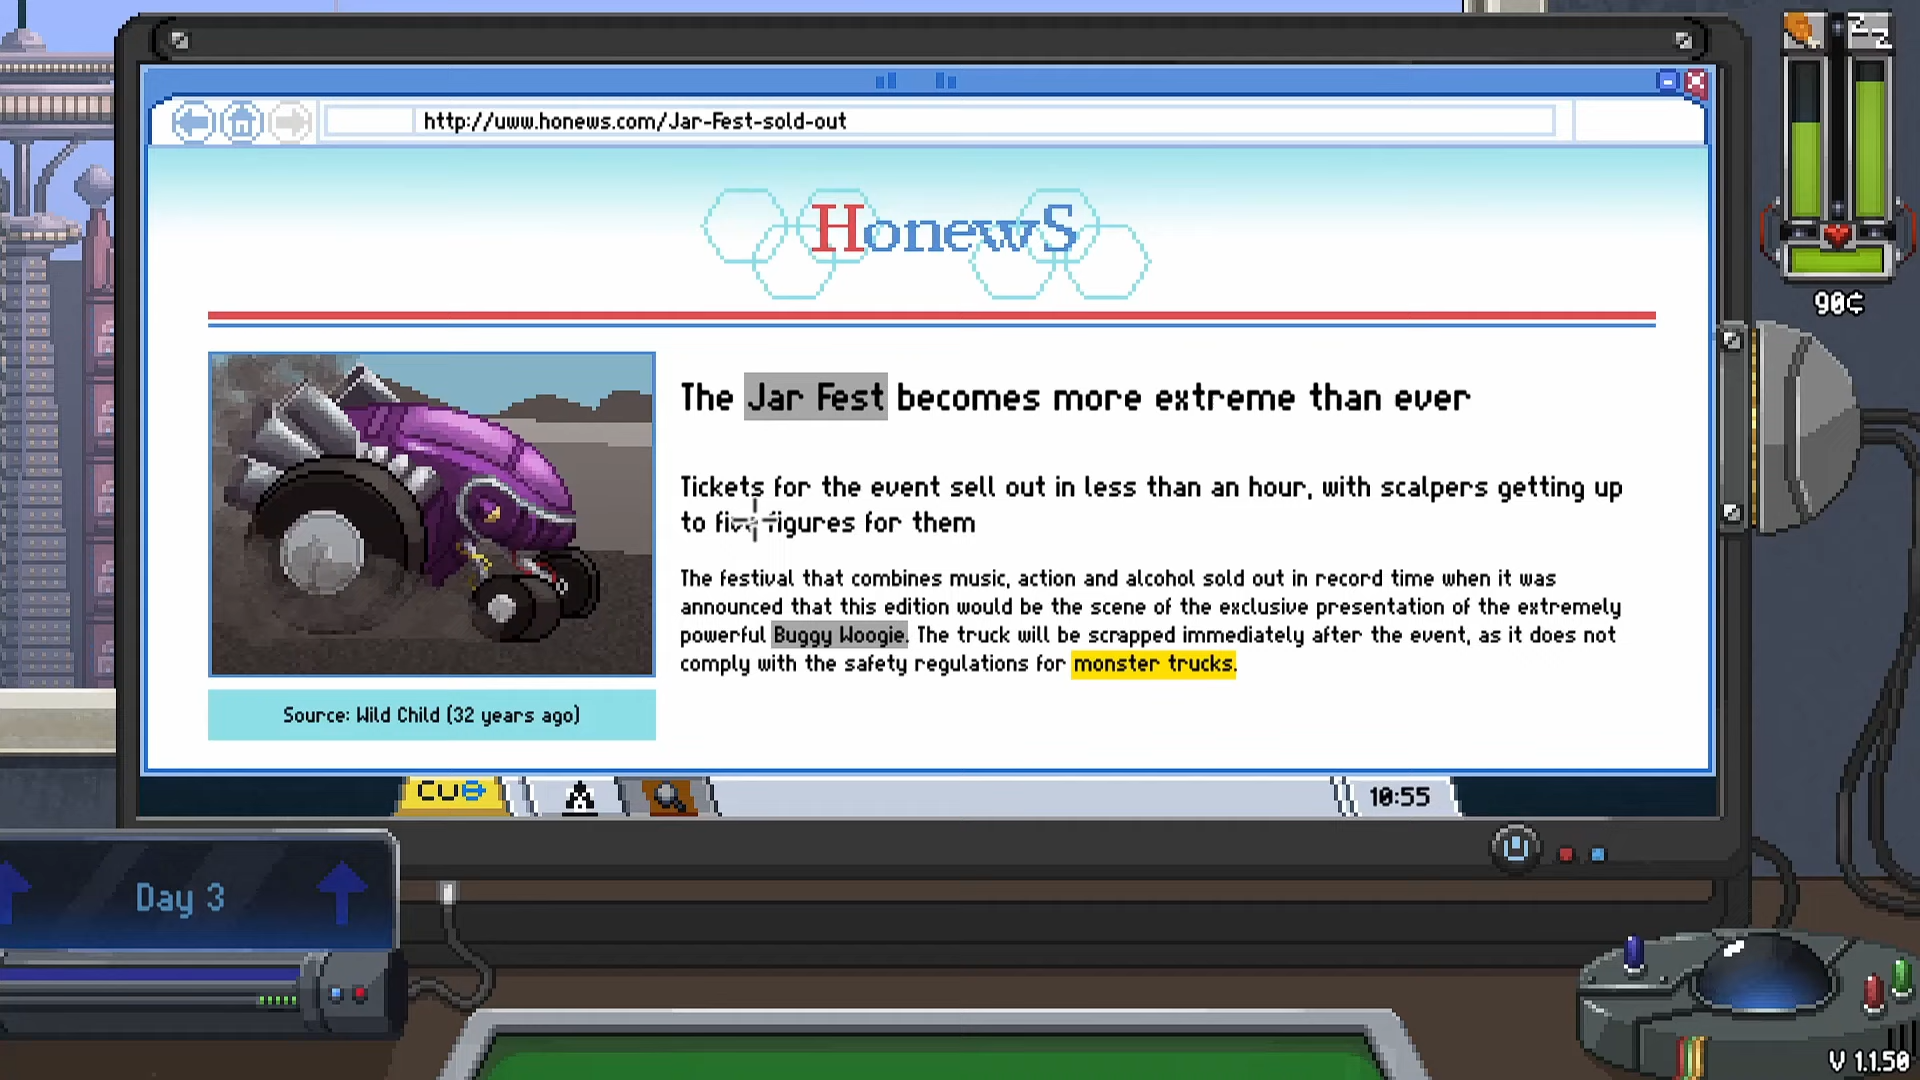 http://uww.honews.com/Jar-Fest-sold-out
HonewS
90¢
The Jar Fest becomes more extreme than ever
Tickets for the event sell out in less than an hour, with scalpers getting up
to five figures for them
The festival that combines music, action and alcohol sold out in record time when it was
announced that this edition would be the scene of the exclusive presentation of the extremely
powerful Buggy Woogie. The truck will be scrapped immediately after the event, as it does not
comply with the safety regulations for monster trucks.
Source: Wild Child (32 years ago)
10:55
Day 3
V 1.1.50